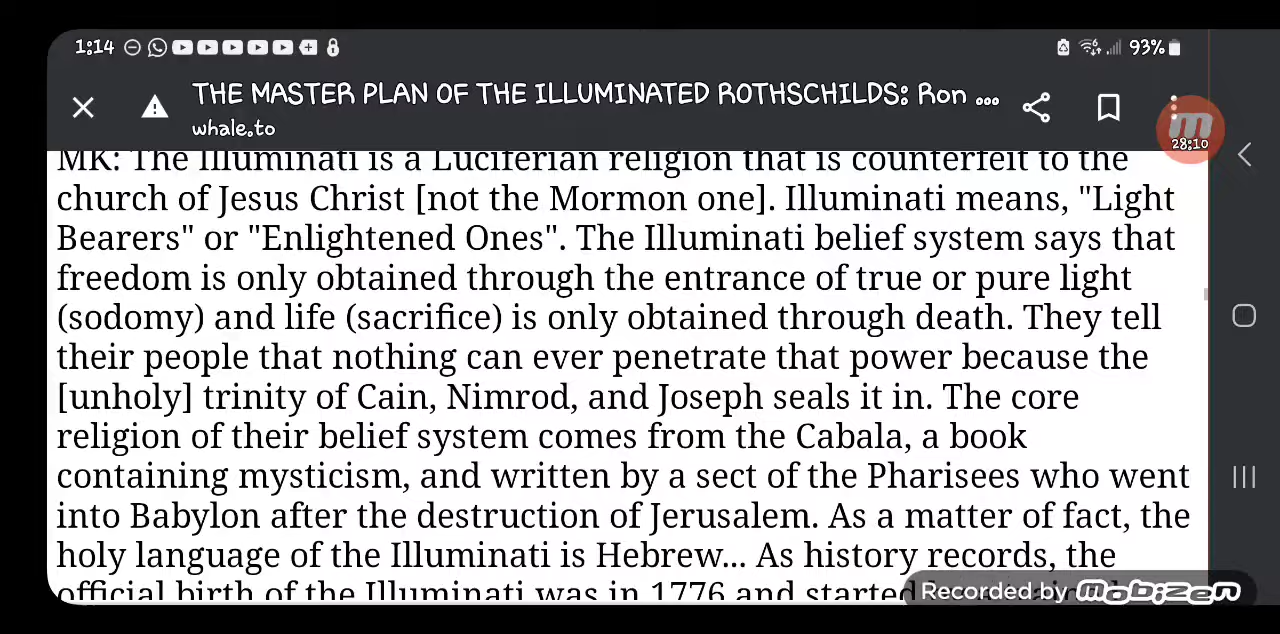 1:14 93%
THE MASTER PLAN OF THE ILLUMINATED ROTHSCHILDS: Ron ...
whale.to
m
28:10
MK: The Illuminati is a Luciferian religion that is counterfeit to the
church of Jesus Christ [not the Mormon one]. Illuminati means, "Light
Bearers" or "Enlightened Ones". The Illuminati belief system says that
freedom is only obtained through the entrance of true or pure light
(sodomy) and life (sacrifice) is only obtained through death. They tell
their people that nothing can ever penetrate that power because the
[unholy] trinity of Cain, Nimrod, and Joseph seals it in. The core
religion of their belief system comes from the Cabala, a book
containing mysticism, and written by a sect of the Pharisees who went
into Babylon after the destruction of Jerusalem. As a matter of fact, the
holy language of the Illuminati is Hebrew... As history records, the
official birth of the Illuminati was in 1776 and started
Recorded by mobizen